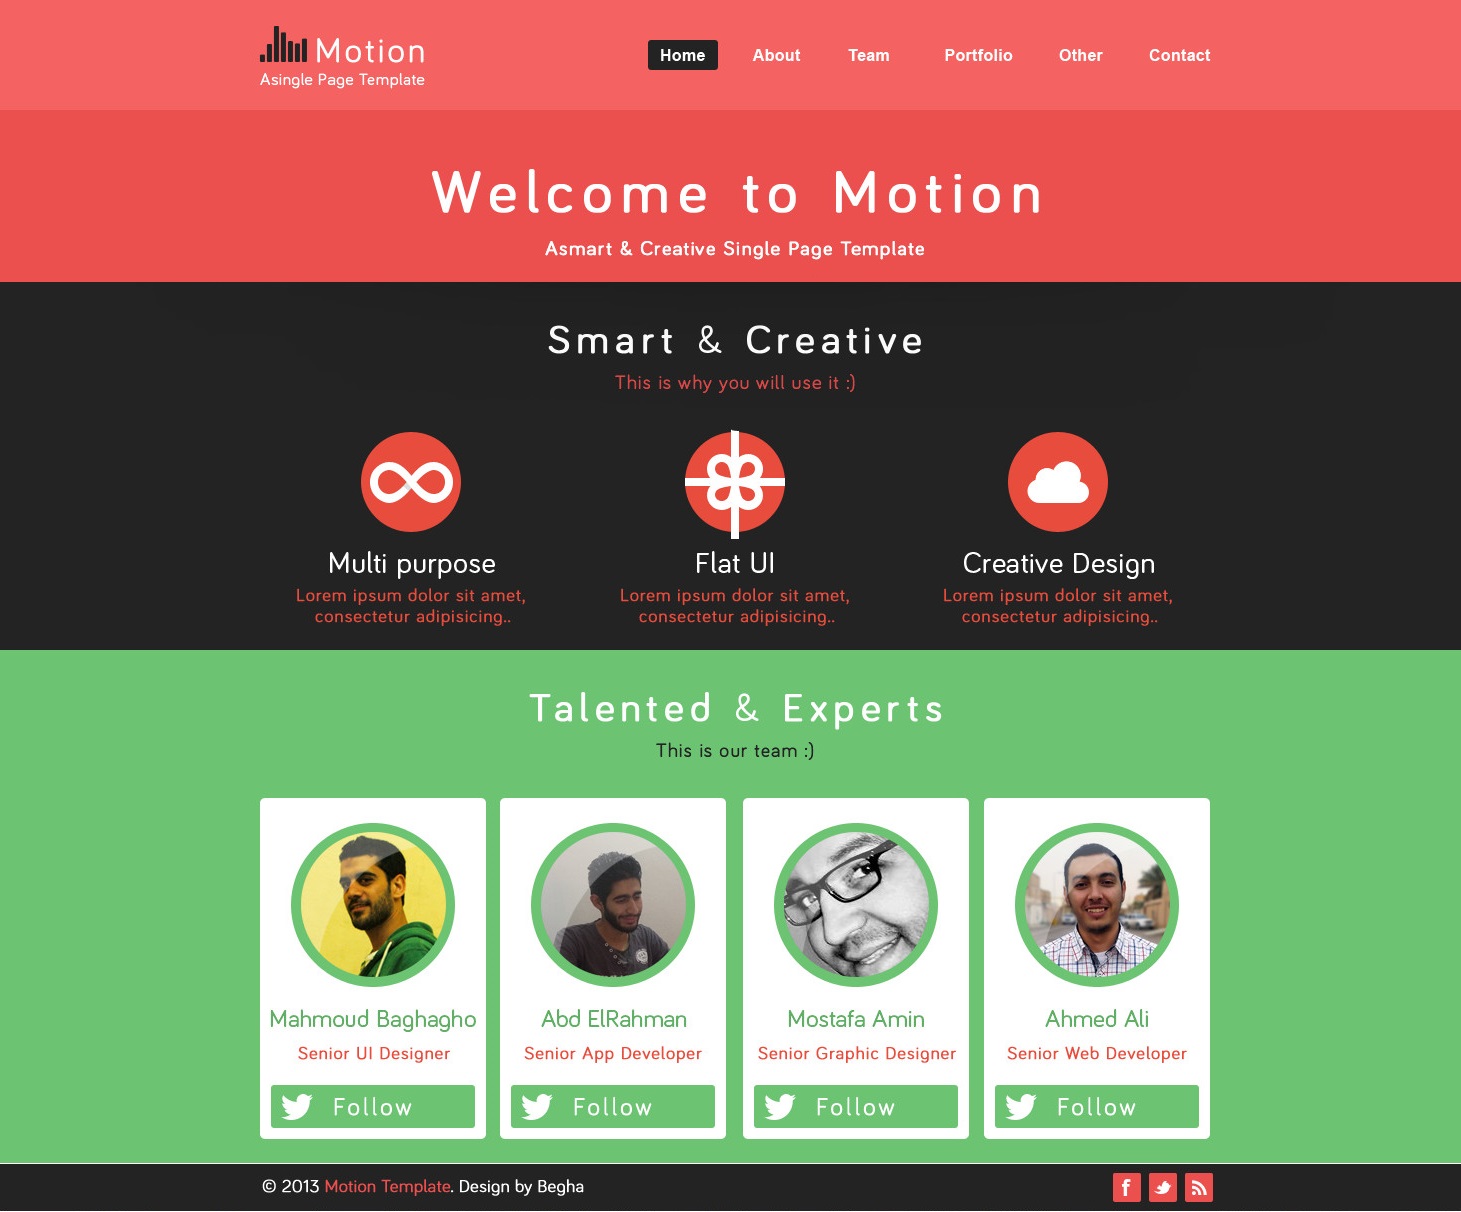 Motion
Asingle Page Template
Home About Team Portfolio Other Contact
Welcome to Motion
Asmart & Creative Single Page Template
Smart & Creative
This is why you will use it :)
Multi purpose
Lorem ipsum dolor sit amet,
consectetur adipisicing..
Flat UI
Lorem ipsum dolor sit amet,
consectetur adipisicing..
Creative Design
Lorem ipsum dolor sit amet,
consectetur adipisicing..
Talented & Experts
This is our team :)
Mahmoud Baghagho
Senior UI Designer
Follow
Abd ElRahman
Senior App Developer
Follow
Mostafa Amin
Senior Graphic Designer
Follow
Ahmed Ali
Senior Web Developer
Follow
© 2013 Motion Template. Design by Begha